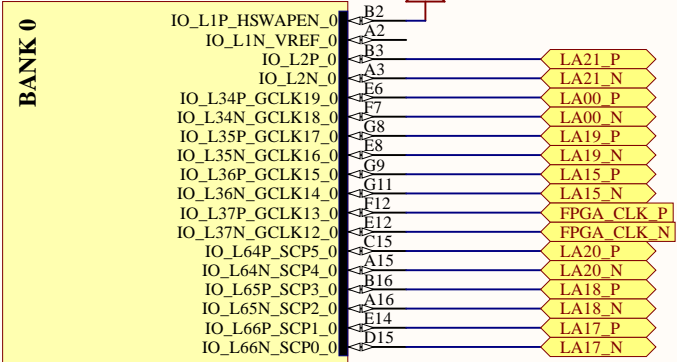 BANK 0
IO_L1P_HSWAPEN_0 B2
IO_L1N_VREF_0 A2
IO_L2P_0 B3 LA21_P
IO_L2N_0 A3 LA21_N
IO_L34P_GCLK19_0 E6 LA00_P
IO_L34N_GCLK18_0 F7 LA00_N
IO_L35P_GCLK17_0 G8 LA19_P
IO_L35N_GCLK16_0 E8 LA19_N
IO_L36P_GCLK15_0 G9 LA15_P
IO_L36N_GCLK14_0 G11 LA15_N
IO_L37P_GCLK13_0 F12 FPGA_CLK_P
IO_L37N_GCLK12_0 E12 FPGA_CLK_N
IO_L64P_SCP5_0 C15 LA20_P
IO_L64N_SCP4_0 A15 LA20_N
IO_L65P_SCP3_0 B16 LA18_P
IO_L65N_SCP2_0 A16 LA18_N
IO_L66P_SCP1_0 E14 LA17_P
IO_L66N_SCP0_0 D15 LA17_N